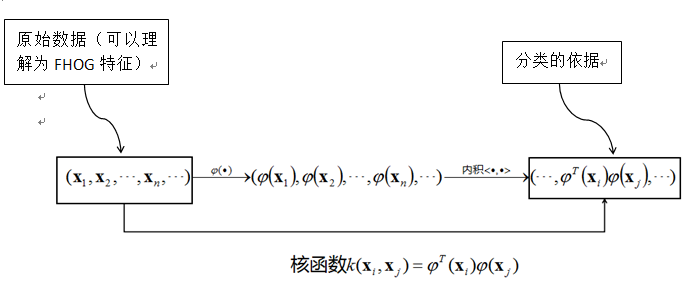 原始数据（可以理
解为 FHOG 特征）↵
分类的依据↵
↵
↵
(x₁,x₂,⋯,xₙ,⋯) φ(•) (φ(x₁),φ(x₂),⋯,φ(xₙ),⋯) 内积<•,•> (⋯,φᵀ(xᵢ)φ(xⱼ),⋯)
核函数k(xᵢ,xⱼ)=φᵀ(xᵢ)φ(xⱼ)